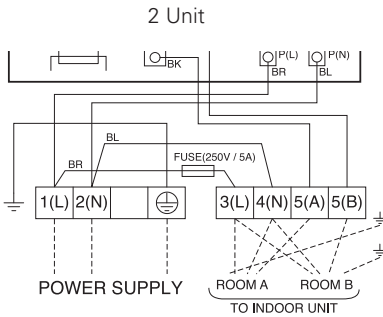 2 Unit
P(L) P(N)
BK
BR BL
BL
BR
FUSE(250V / 5A)
1(L) 2(N) 3(L) 4(N) 5(A) 5(B)
POWER SUPPLY
ROOM A ROOM B
TO INDOOR UNIT